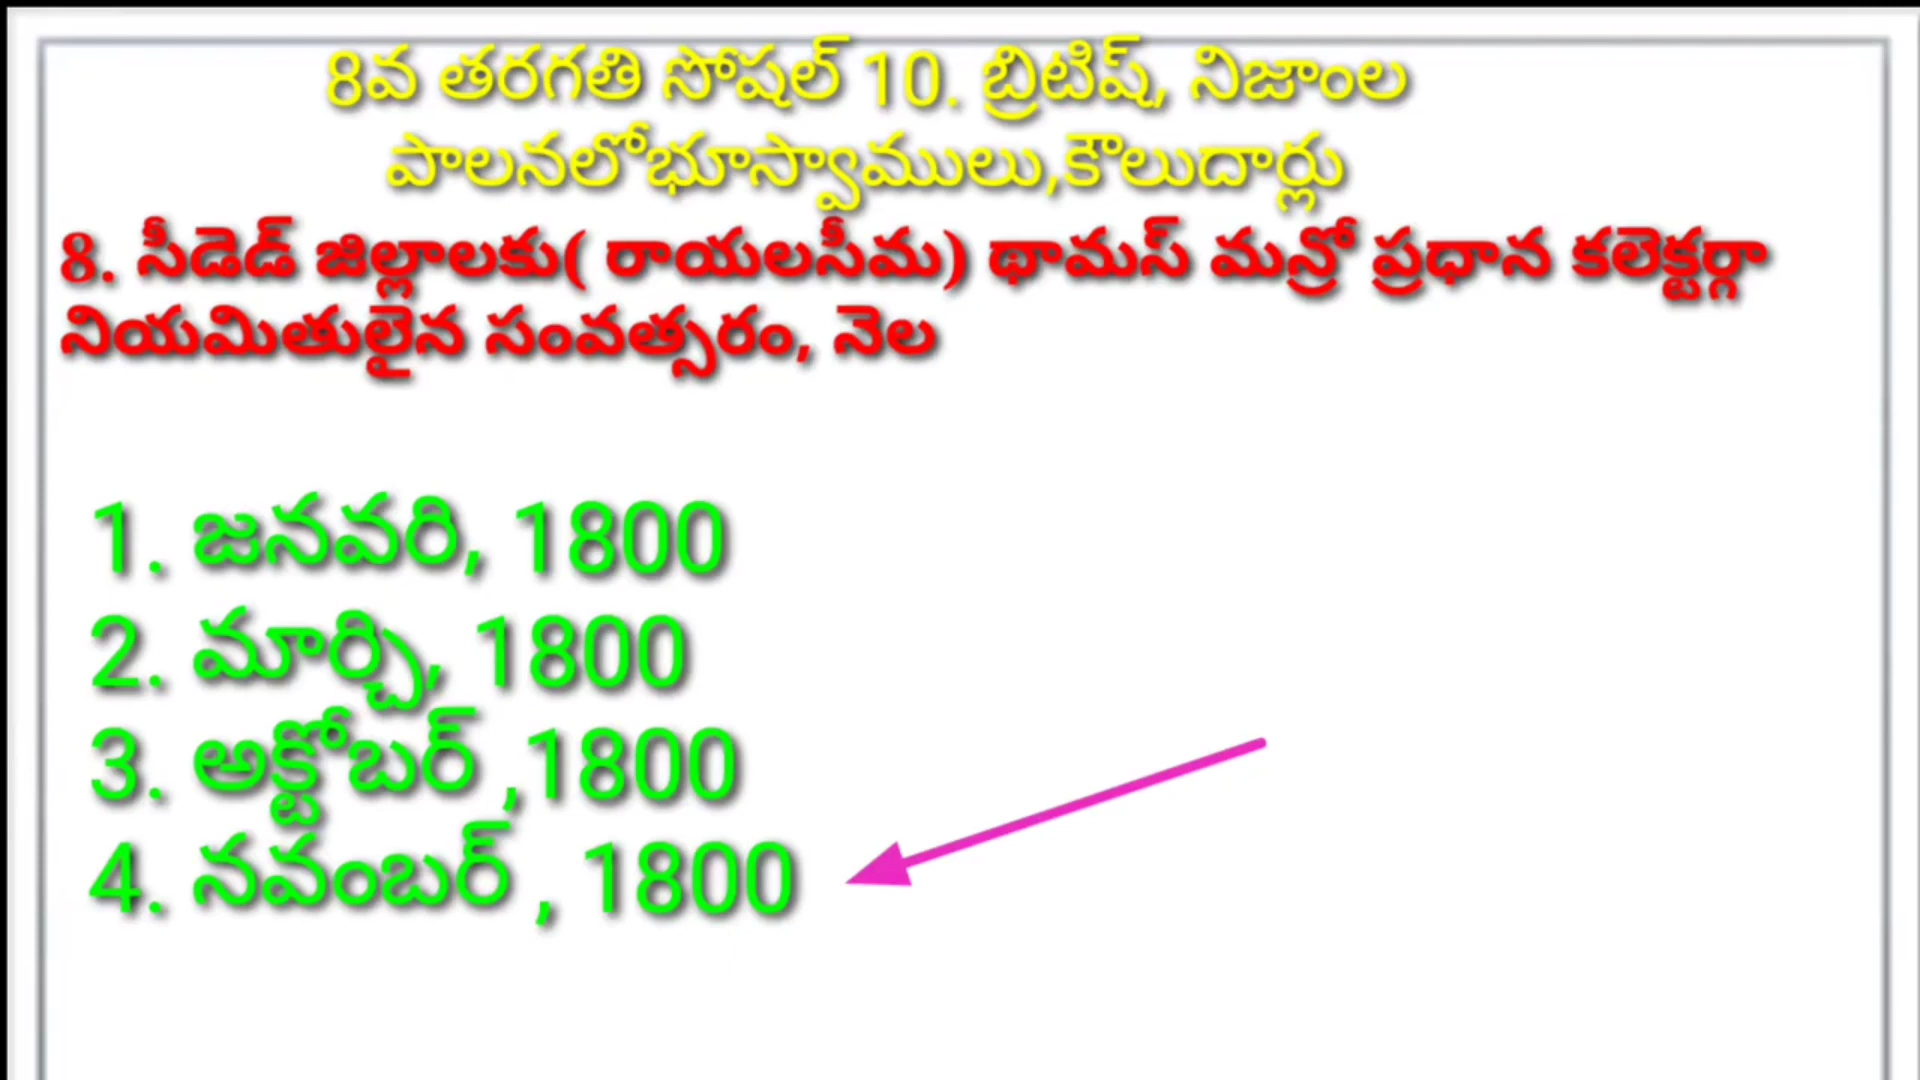 8వ తరగతి సోషల్ 10. బ్రిటిష్, నిజాంల
పాలనలోభూస్వాములు,కౌలుదార్లు
8. సీడెడ్ జిల్లాలకు( రాయలసీమ) థామస్ మన్రో ప్రధాన కలెక్టర్గా
నియమితులైన సంవత్సరం, నెల
1. జనవరి, 1800
2. మార్చి, 1800
3. అక్టోబర్ ,1800
4. నవంబర్ , 1800